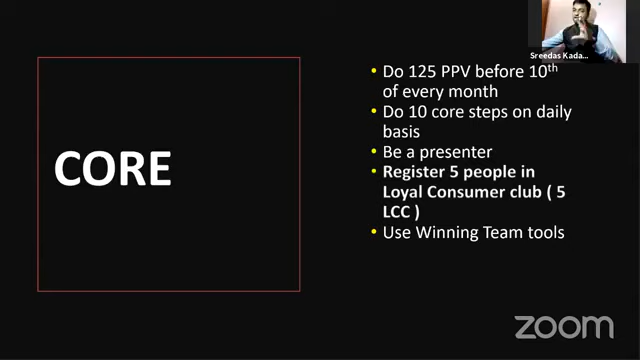 Sreedas Kada...
CORE
• Do 125 PPV before 10th
of every month
• Do 10 core steps on daily
basis
• Be a presenter
• Register 5 people in
Loyal Consumer club ( 5
LCC )
• Use Winning Team tools
zoom